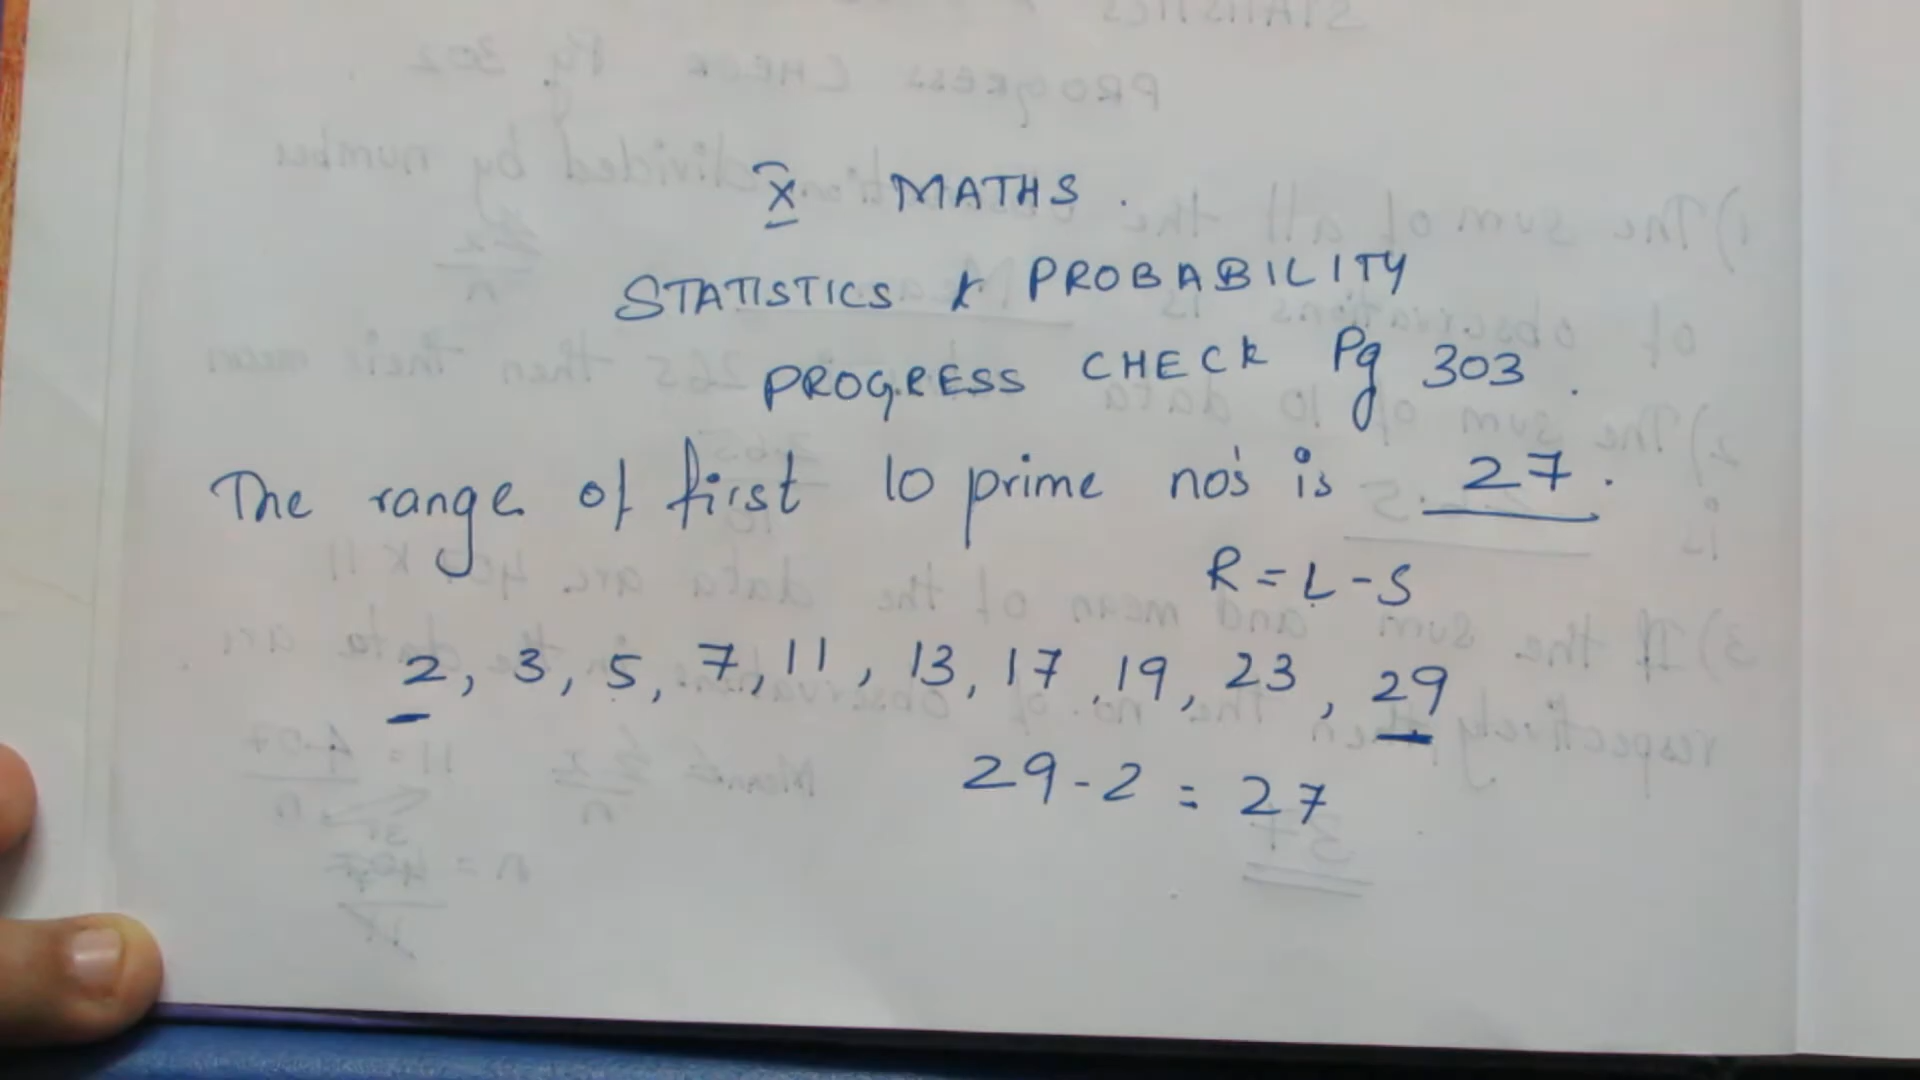 X MATHS.
STATISTICS & PROBABILITY
PROGRESS CHECK Pg 303.
The range of first 10 prime no's is 27.
R = L - S
2, 3, 5, 7, 11, 13, 17, 19, 23, 29
29 - 2 = 27